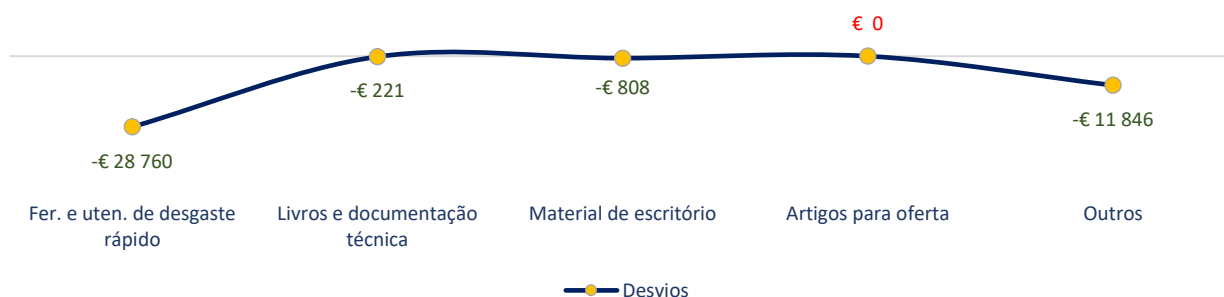 € 0
-€ 221
-€ 808
-€ 11 846
-€ 28 760
Fer. e uten. de desgaste
rápido
Livros e documentação
técnica
Material de escritório
Artigos para oferta
Outros
Desvios